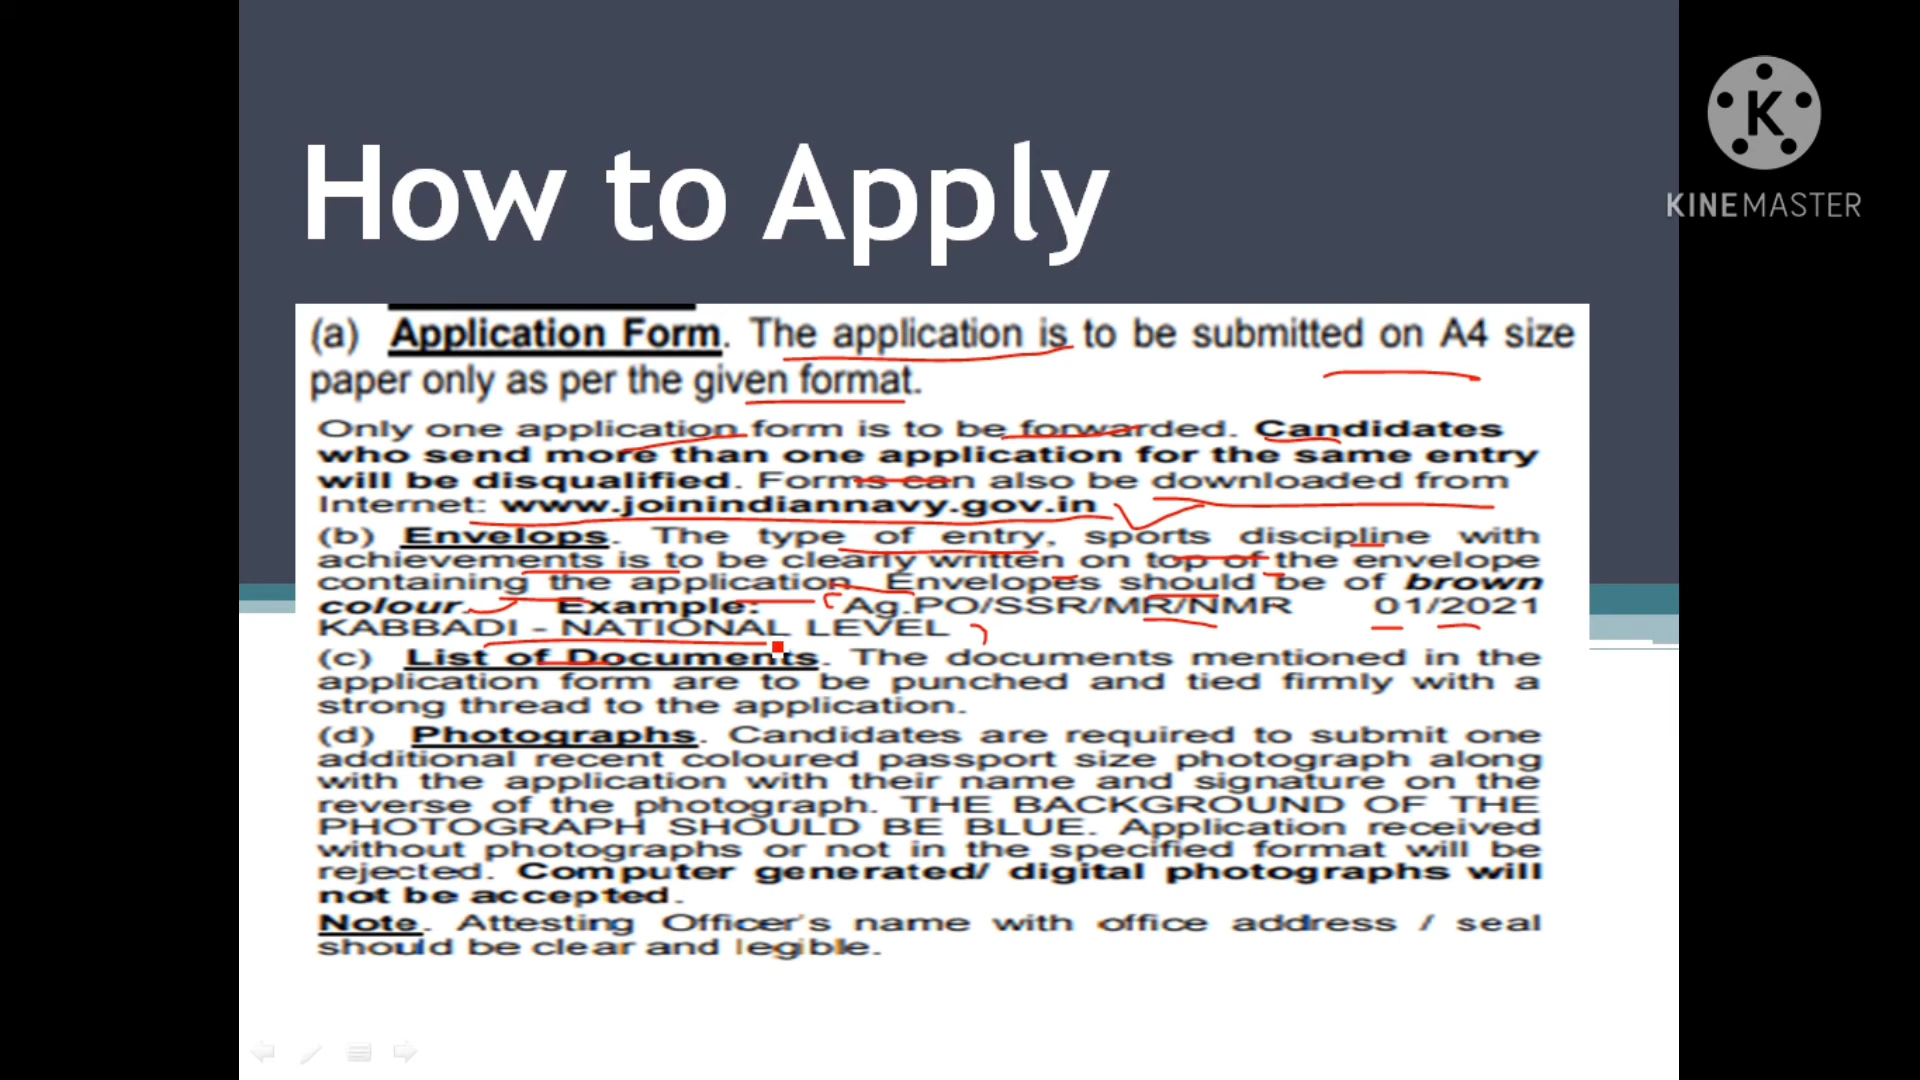 How to Apply
K
KINEMASTER
(a) Application Form. The application is to be submitted on A4 size
paper only as per the given format.
Only one application form is to be forwarded. Candidates
who send more than one application for the same entry
will be disqualified. Forms can also be downloaded from
Internet: www.joinindiannavy.gov.in
(b) Envelops. The type of entry, sports discipline with
achievements is to be clearly written on top of the envelope
containing the application. Envelopes should be of brown
colour. Example: Ag.PO/SSR/MR/NMR 01/2021
KABBADI - NATIONAL LEVEL
(c) List of Documents. The documents mentioned in the
application form are to be punched and tied firmly with a
strong thread to the application.
(d) Photographs. Candidates are required to submit one
additional recent coloured passport size photograph along
with the application with their name and signature on the
reverse of the photograph. THE BACKGROUND OF THE
PHOTOGRAPH SHOULD BE BLUE. Application received
without photographs or not in the specified format will be
rejected. Computer generated/ digital photographs will
not be accepted.
Note. Attesting Officer's name with office address / seal
should be clear and legible.